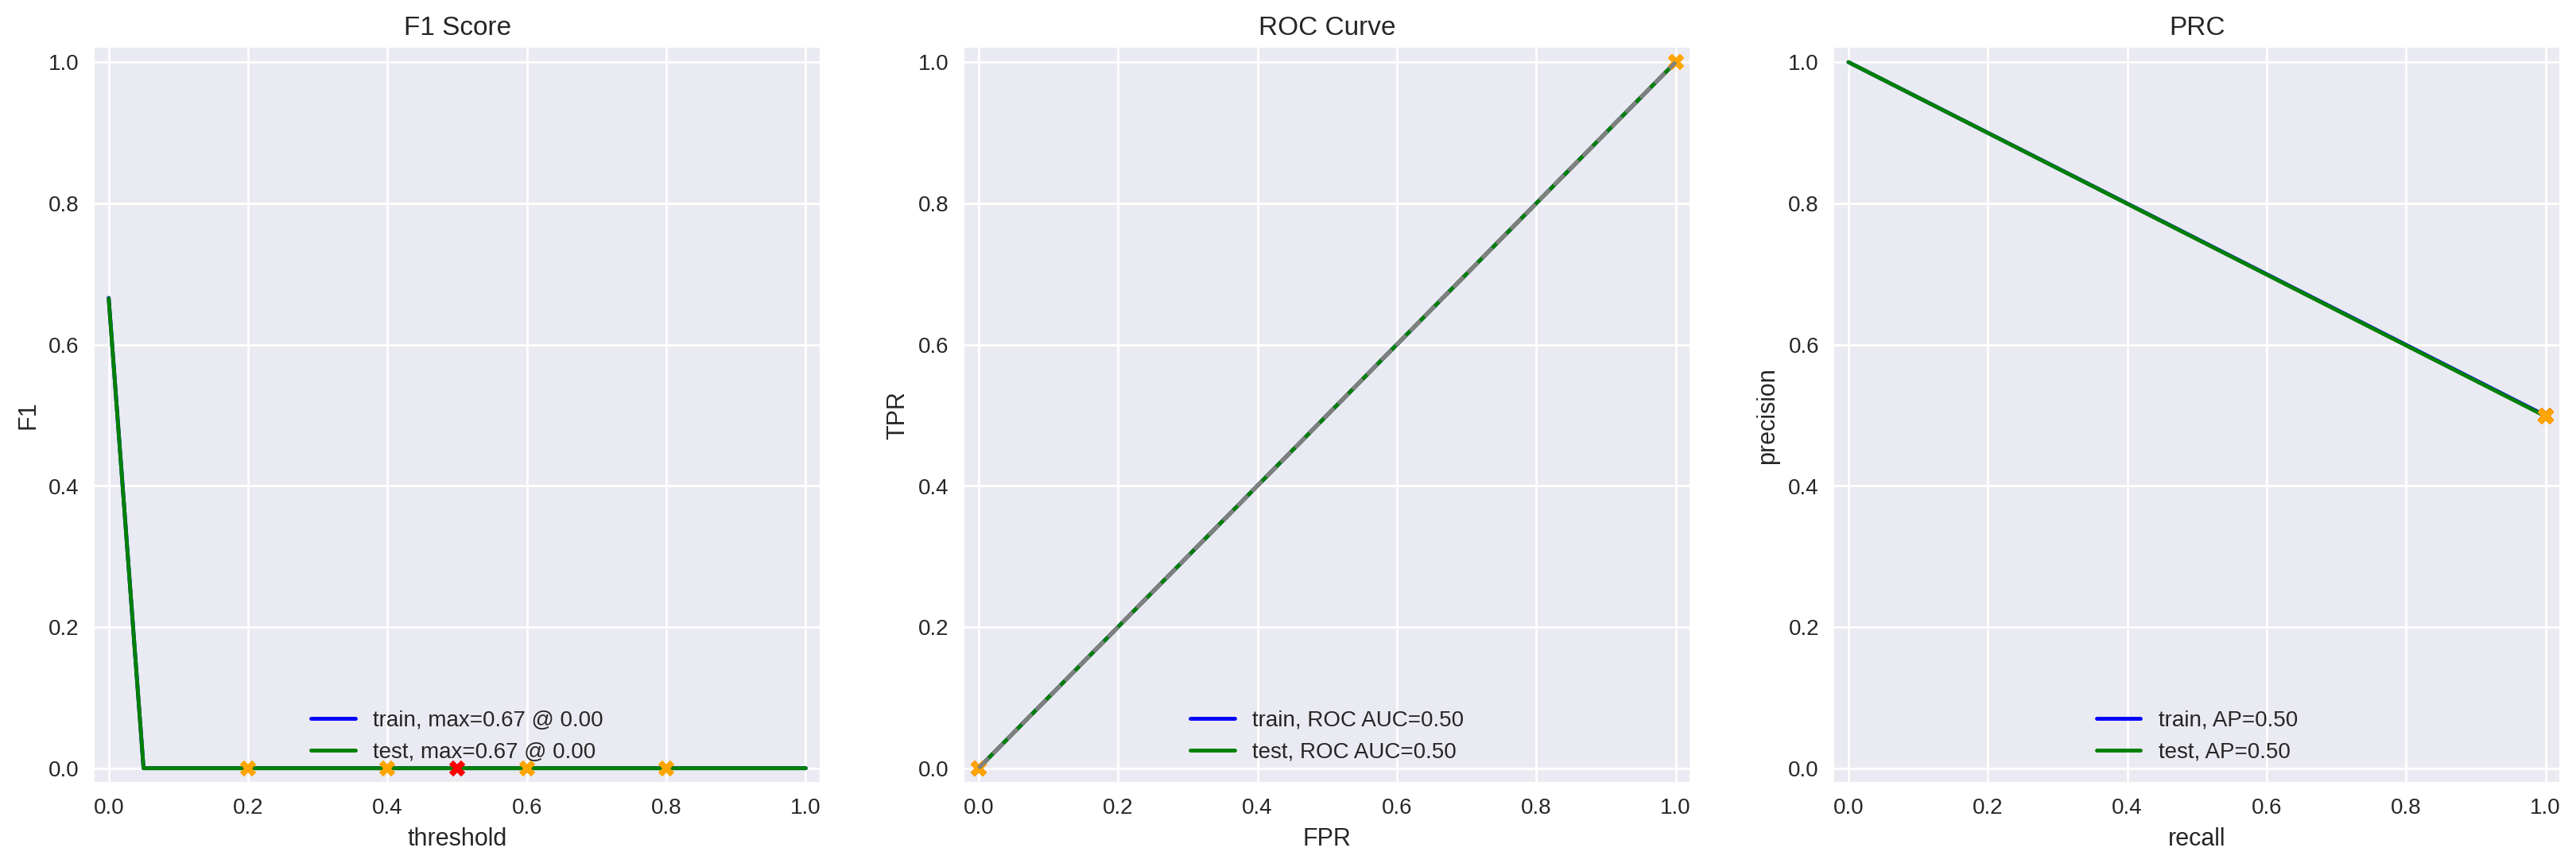 F1 Score
1.0
0.8
0.6
0.4
0.2
0.0
F1
train, max=0.67 @ 0.00
test, max=0.67 @ 0.00
0.0 0.2 0.4 0.6 0.8 1.0
threshold
ROC Curve
1.0
0.8
0.6
0.4
0.2
0.0
TPR
train, ROC AUC=0.50
test, ROC AUC=0.50
0.0 0.2 0.4 0.6 0.8 1.0
FPR
PRC
1.0
0.8
0.6
0.4
0.2
0.0
precision
train, AP=0.50
test, AP=0.50
0.0 0.2 0.4 0.6 0.8 1.0
recall